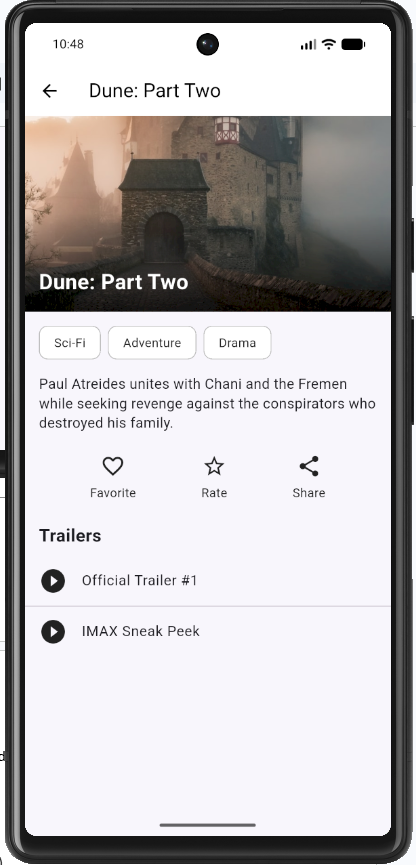 10:48
Dune: Part Two
Dune: Part Two
Sci-Fi
Adventure
Drama
Paul Atreides unites with Chani and the Fremen
while seeking revenge against the conspirators who
destroyed his family.
Favorite
Rate
Share
Trailers
Official Trailer #1
IMAX Sneak Peek